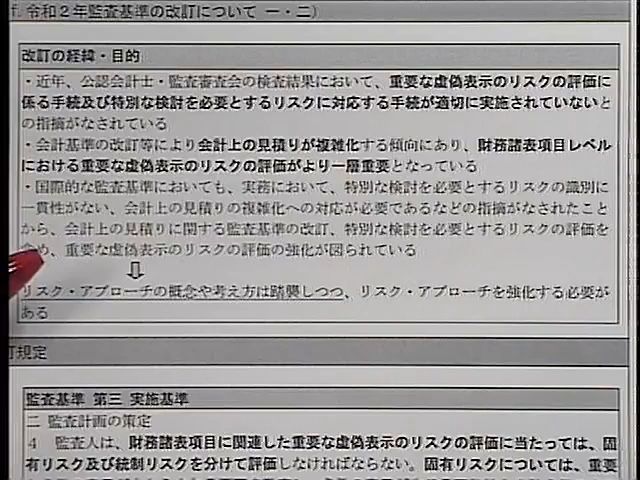 f. 令和２年監査基準の改訂について 一・二）
改訂の経緯・目的
・近年、公認会計士・監査審査会の検査結果において、重要な虚偽表示のリスクの評価に
係る手続及び特別な検討を必要とするリスクに対応する手続が適切に実施されていないと
の指摘がなされている
・会計基準の改訂等により会計上の見積りが複雑化する傾向にあり、財務諸表項目レベル
における重要な虚偽表示のリスクの評価がより一層重要となっている
・国際的な監査基準においても、実務において、特別な検討を必要とするリスクの識別に
一貫性がない、会計上の見積りの複雑化への対応が必要であるなどの指摘がなされたこと
から、会計上の見積りに関する監査基準の改訂、特別な検討を必要とするリスクの評価を
含め、重要な虚偽表示のリスクの評価の強化が図られている
リスク・アプローチの概念や考え方は踏襲しつつ、リスク・アプローチを強化する必要が
ある
訂規定
監査基準 第三 実施基準
二 監査計画の策定
４ 監査人は、財務諸表項目に関連した重要な虚偽表示のリスクの評価に当たっては、固
有リスク及び統制リスクを分けて評価しなければならない。固有リスクについては、重要